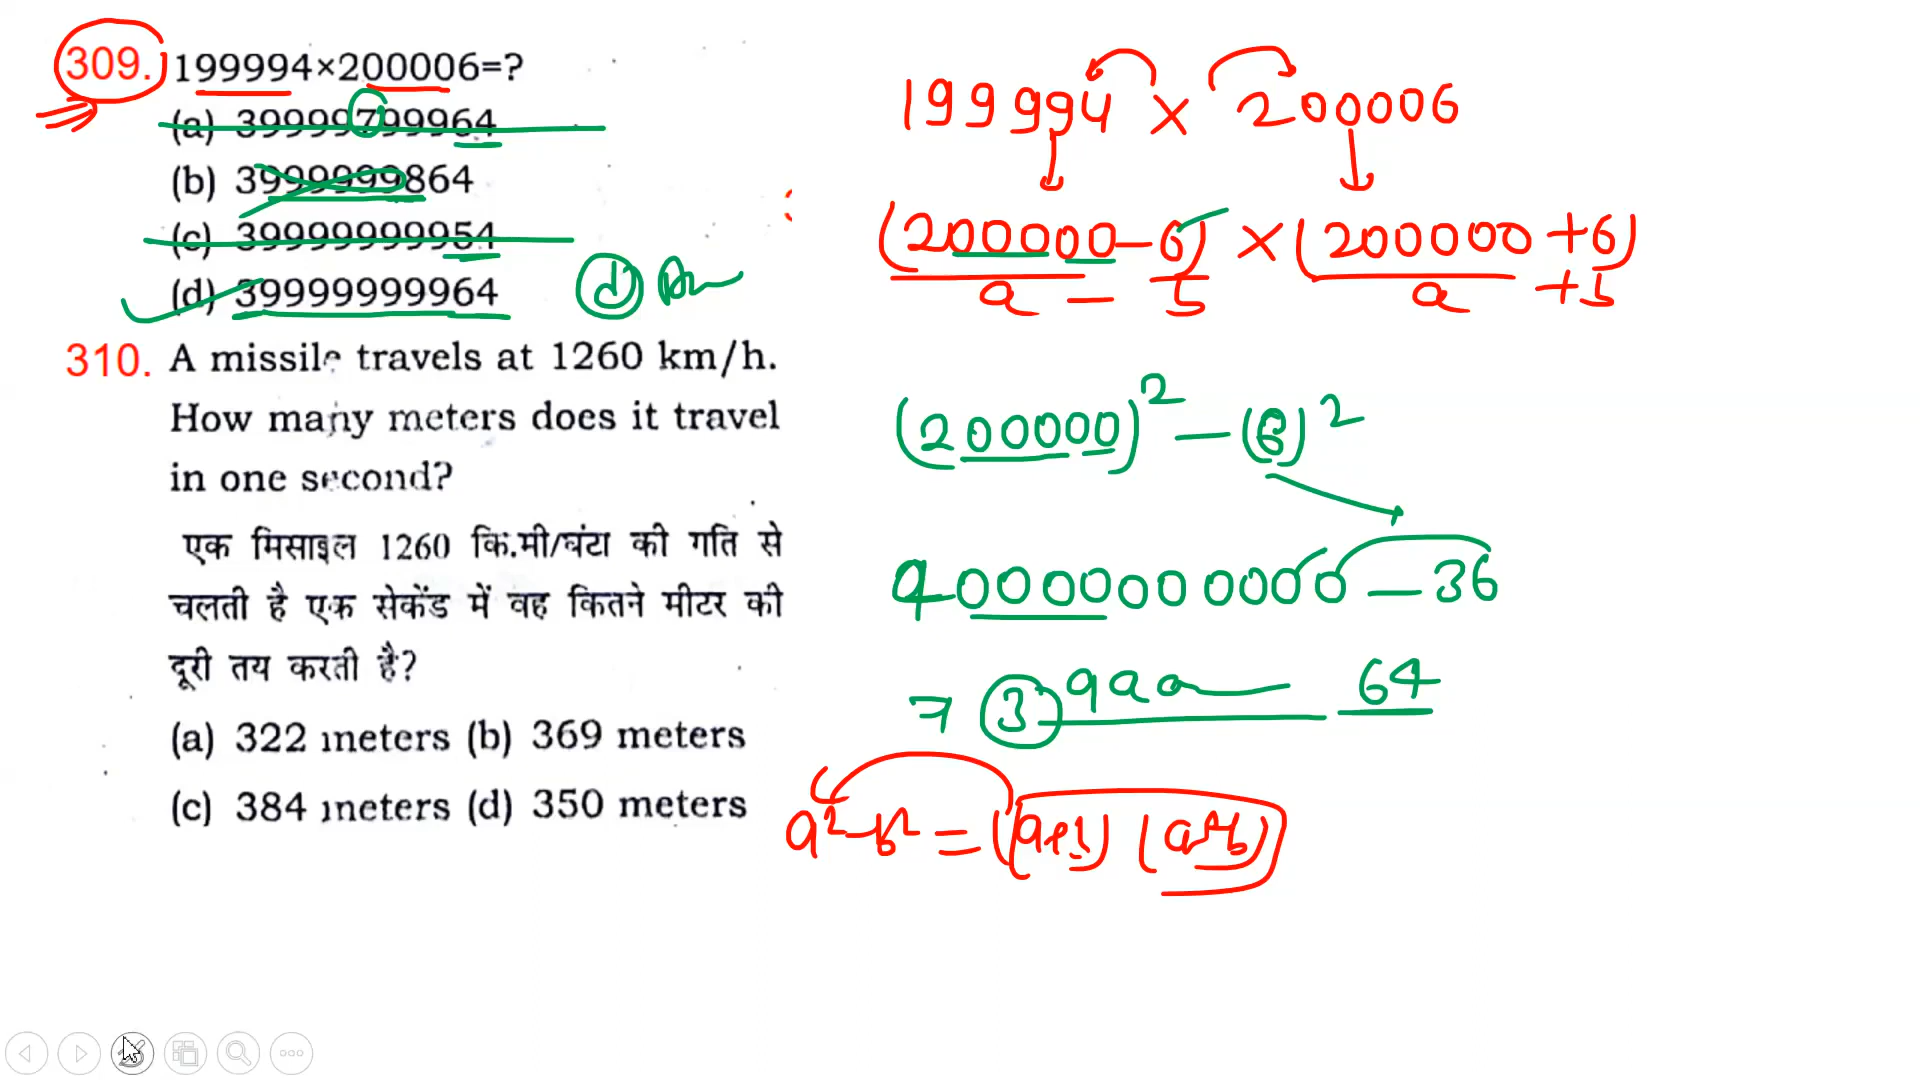 309. 199994×200006=?
(a) 39999799964
(b) 3999999864
(c) 39999999954
(d) 39999999964
(d) Ans
310. A missile travels at 1260 km/h.
How many meters does it travel
in one second?
एक मिसाइल 1260 कि.मी/घंटा की गति से
चलती है एक सेकेंड में वह कितने मीटर की
दूरी तय करती है?
(a) 322 meters (b) 369 meters
(c) 384 meters (d) 350 meters
199994 × 200006
(200000-6) × (200000+6)
a - b a + b
(200000)² - (6)²
40000000000 - 36
3 999 64
a²-b² = (a+b) (a-b)